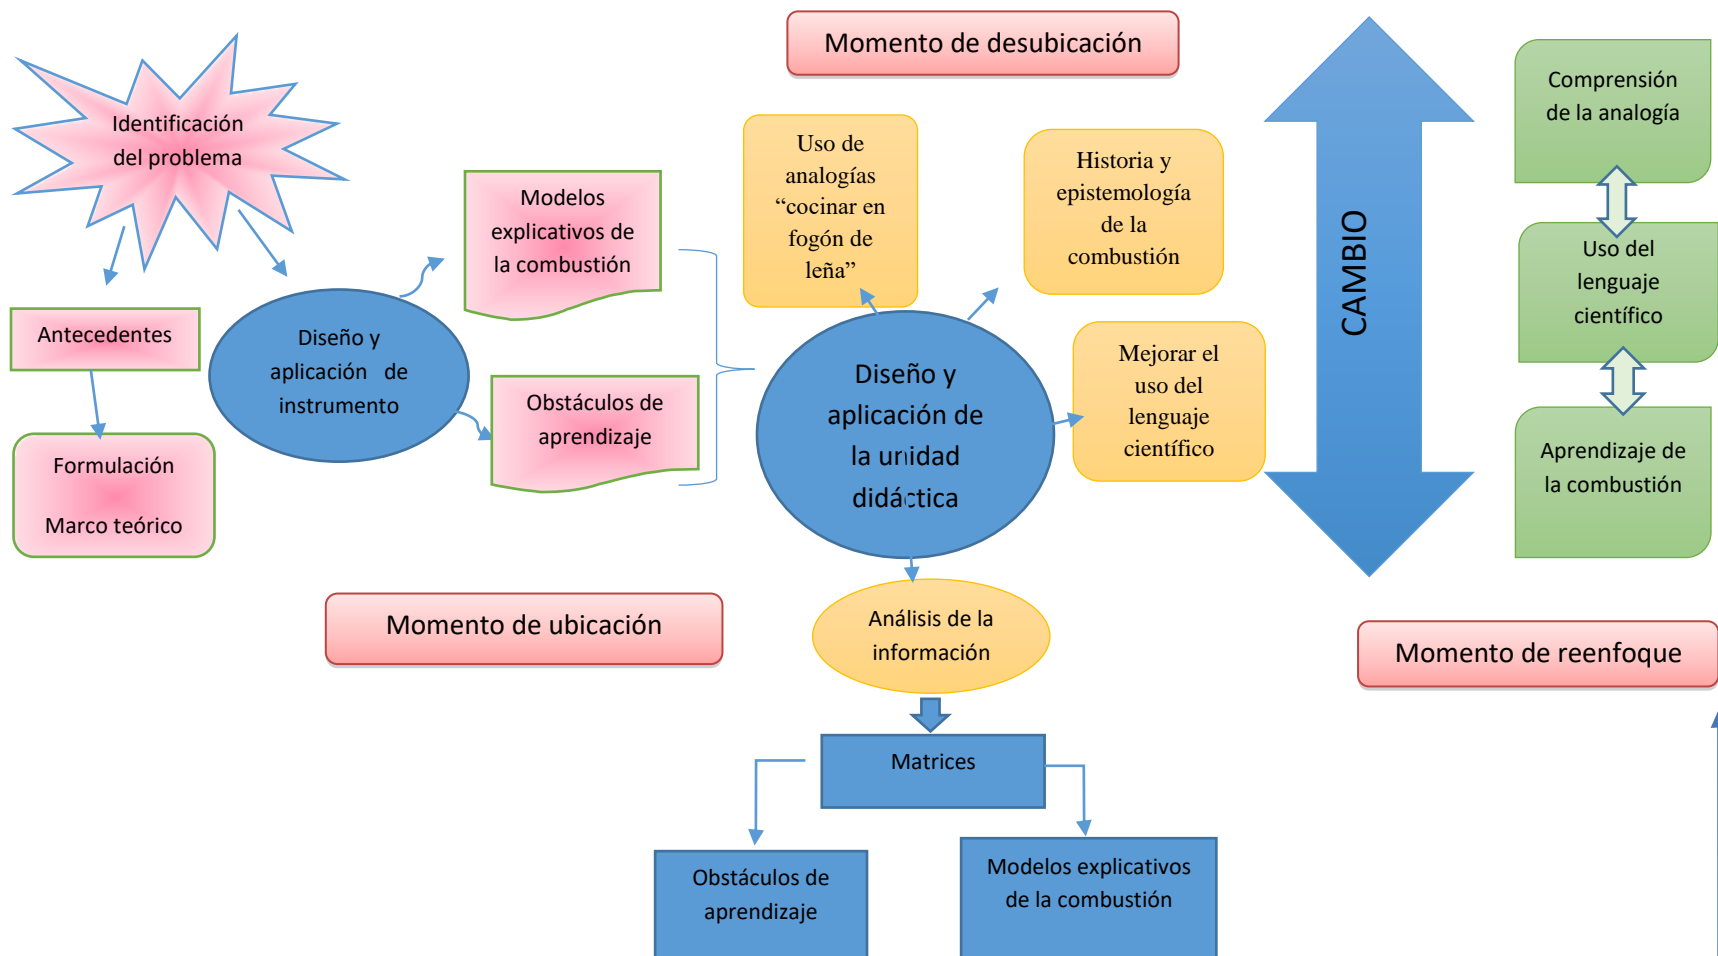 Momento de desubicación
Identificación
del problema
Antecedentes
Formulación
Marco teórico
Diseño y
aplicación de
instrumento
Modelos
explicativos de
la combustión
Obstáculos de
aprendizaje
Momento de ubicación
Uso de
analogías
“cocinar en
fogón de
leña”
Historia y
epistemología
de la
combustión
Mejorar el
uso del
lenguaje
científico
Diseño y
aplicación de
la unidad
didáctica
Análisis de la
información
Matrices
Obstáculos de
aprendizaje
Modelos explicativos
de la combustión
CAMBIO
Comprensión
de la analogía
Uso del
lenguaje
científico
Aprendizaje de
la combustión
Momento de reenfoque